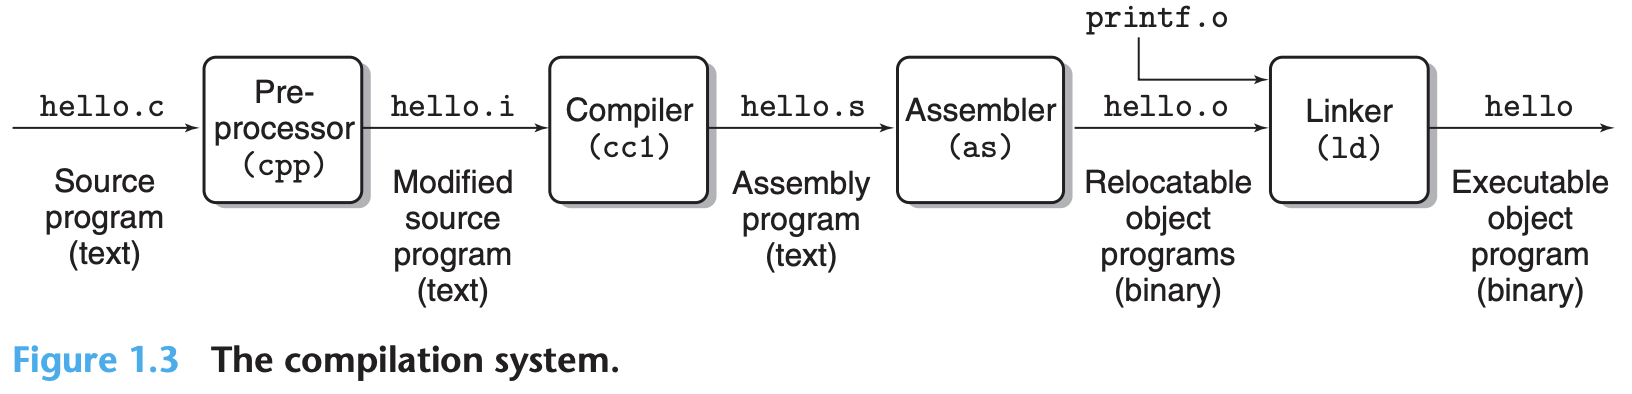 printf.o
hello.c
Pre-
processor
(cpp)
hello.i
Compiler
(cc1)
hello.s
Assembler
(as)
hello.o
Linker
(ld)
hello
Source
program
(text)
Modified
source
program
(text)
Assembly
program
(text)
Relocatable
object
programs
(binary)
Executable
object
program
(binary)
Figure 1.3 The compilation system.